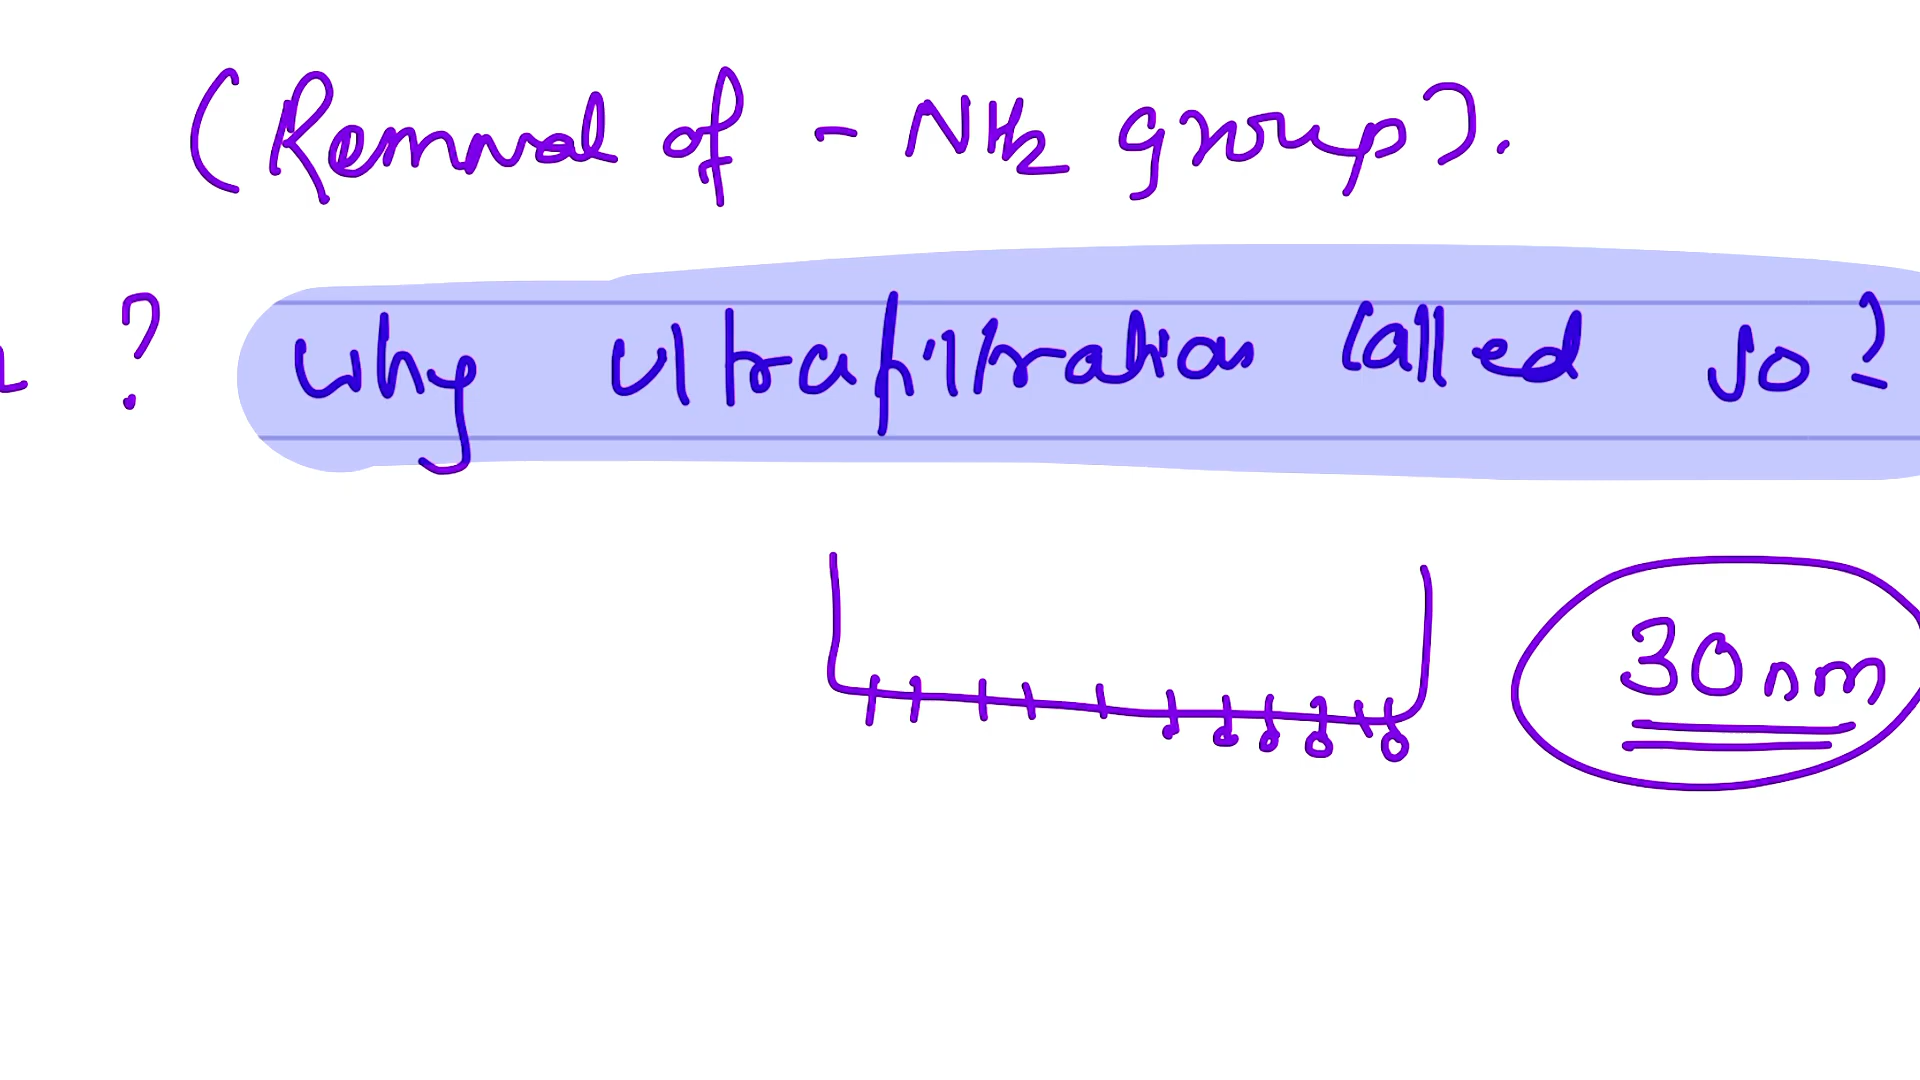 (Removal of - NH2 group).
? Why ultrafiltration called so?
30nm